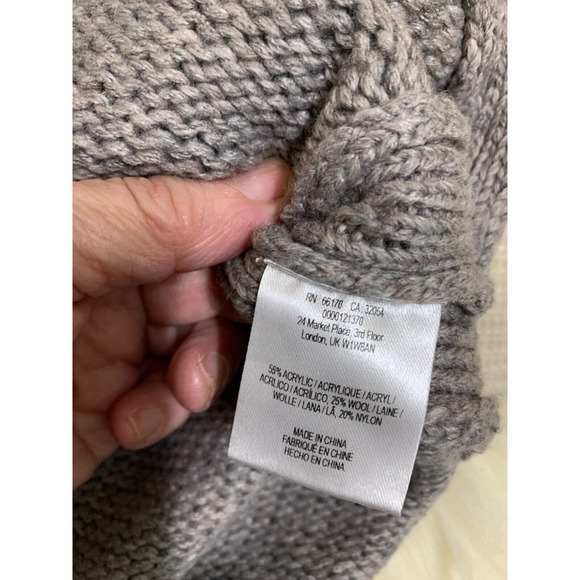 RN 66170 CA 32054
0000121370
24 Market Place, 3rd Floor
London, UK W1W8AN
55% ACRYLIC / ACRYLIQUE / ACRYL /
ACRLICO / ACRÍLICO, 25% WOOL / LAINE /
WOLLE / LANA / LÃ, 20% NYLON
MADE IN CHINA
FABRIQUÉ EN CHINE
HECHO EN CHINA